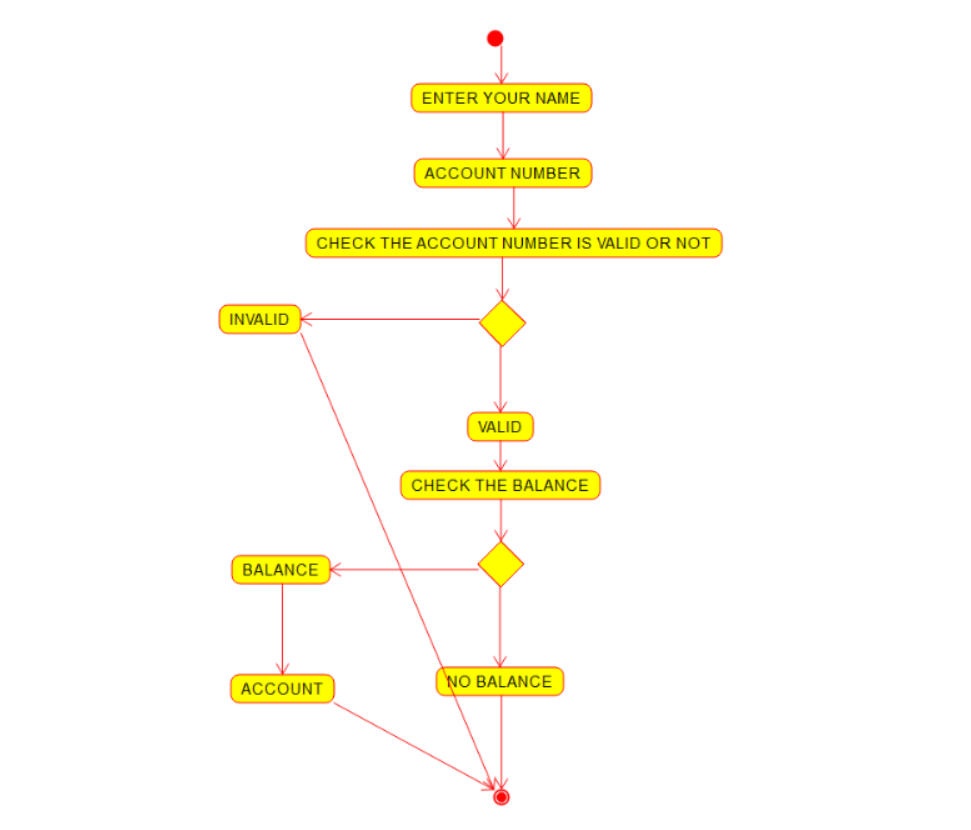 ENTER YOUR NAME
ACCOUNT NUMBER
CHECK THE ACCOUNT NUMBER IS VALID OR NOT
INVALID
VALID
CHECK THE BALANCE
BALANCE
NO BALANCE
ACCOUNT